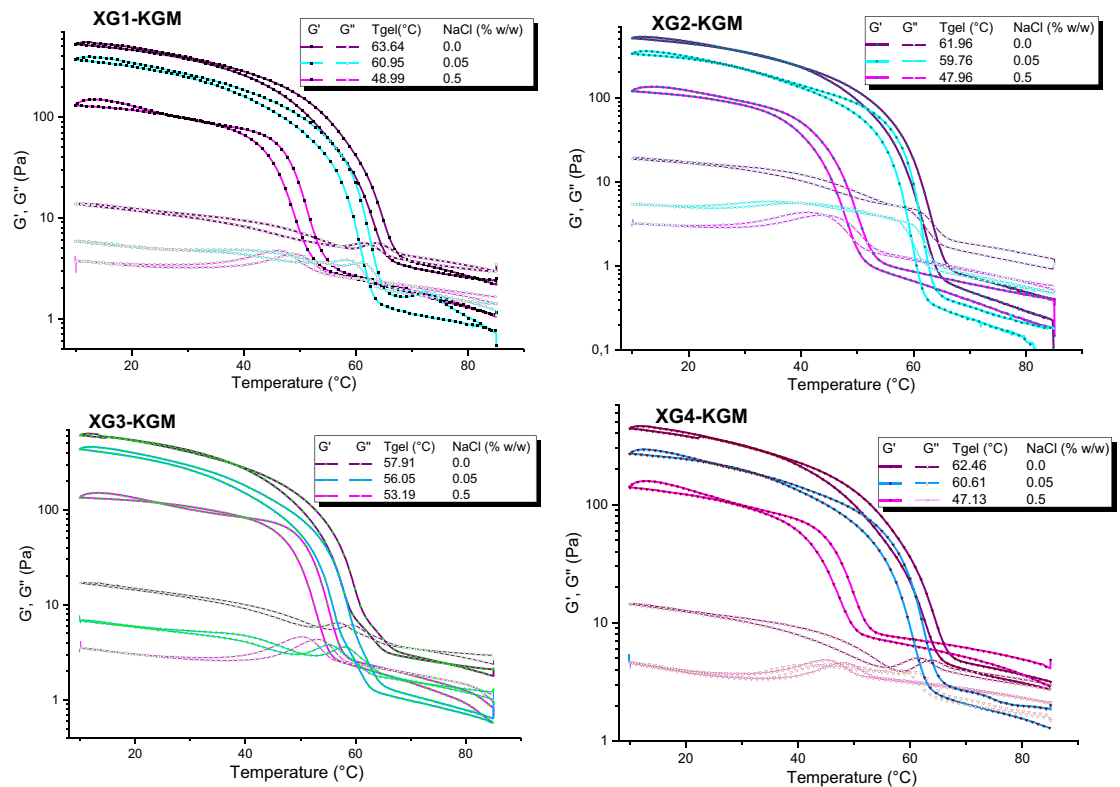 XG1-KGM
G' G" Tgel(°C) NaCl (% w/w)
63.64 0.0
60.95 0.05
48.99 0.5
100
10
1
G', G" (Pa)
20 40 60 80
Temperature (°C)
XG2-KGM
G' G" Tgel (°C) NaCl (% w/w)
61.96 0.0
59.76 0.05
47.96 0.5
100
10
1
0,1
G', G" (Pa)
20 40 60 80
Temperature (°C)
XG3-KGM
G' G" Tgel (°C) NaCl (% w/w)
57.91 0.0
56.05 0.05
53.19 0.5
100
10
1
G', G" (Pa)
20 40 60 80
Temperature (°C)
XG4-KGM
G' G" Tgel (°C) NaCl (% w/w)
62.46 0.0
60.61 0.05
47.13 0.5
100
10
1
G', G" (Pa)
20 40 60 80
Temperature (°C)